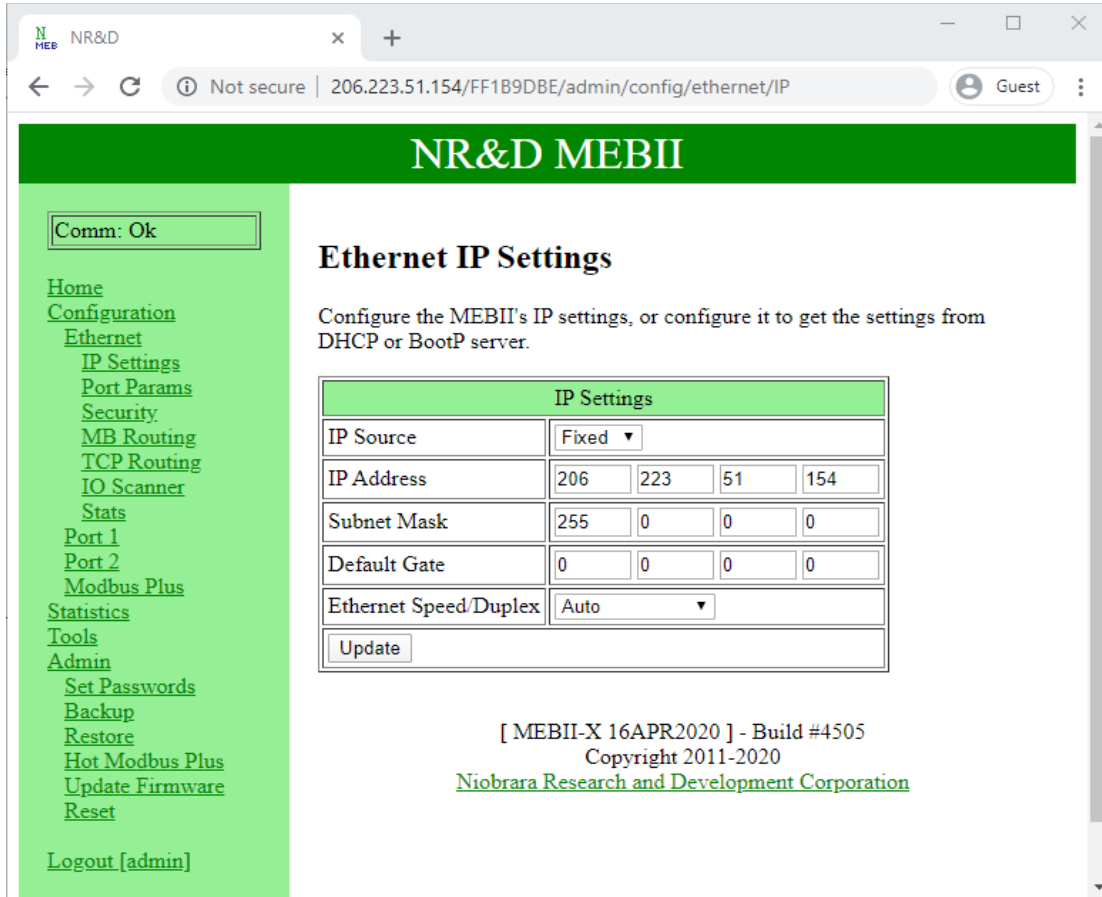 N
MEB NR&D
Not secure | 206.223.51.154/FF1B9DBE/admin/config/ethernet/IP Guest
NR&D MEBII
Comm: Ok
Home
Configuration
Ethernet
IP Settings
Port Params
Security
MB Routing
TCP Routing
IO Scanner
Stats
Port 1
Port 2
Modbus Plus
Statistics
Tools
Admin
Set Passwords
Backup
Restore
Hot Modbus Plus
Update Firmware
Reset
Logout [admin]
Ethernet IP Settings
Configure the MEBII's IP settings, or configure it to get the settings from
DHCP or BootP server.
IP Settings
IP Source Fixed
IP Address 206 223 51 154
Subnet Mask 255 0 0 0
Default Gate 0 0 0 0
Ethernet Speed/Duplex Auto
Update
[ MEBII-X 16APR2020 ] - Build #4505
Copyright 2011-2020
Niobrara Research and Development Corporation